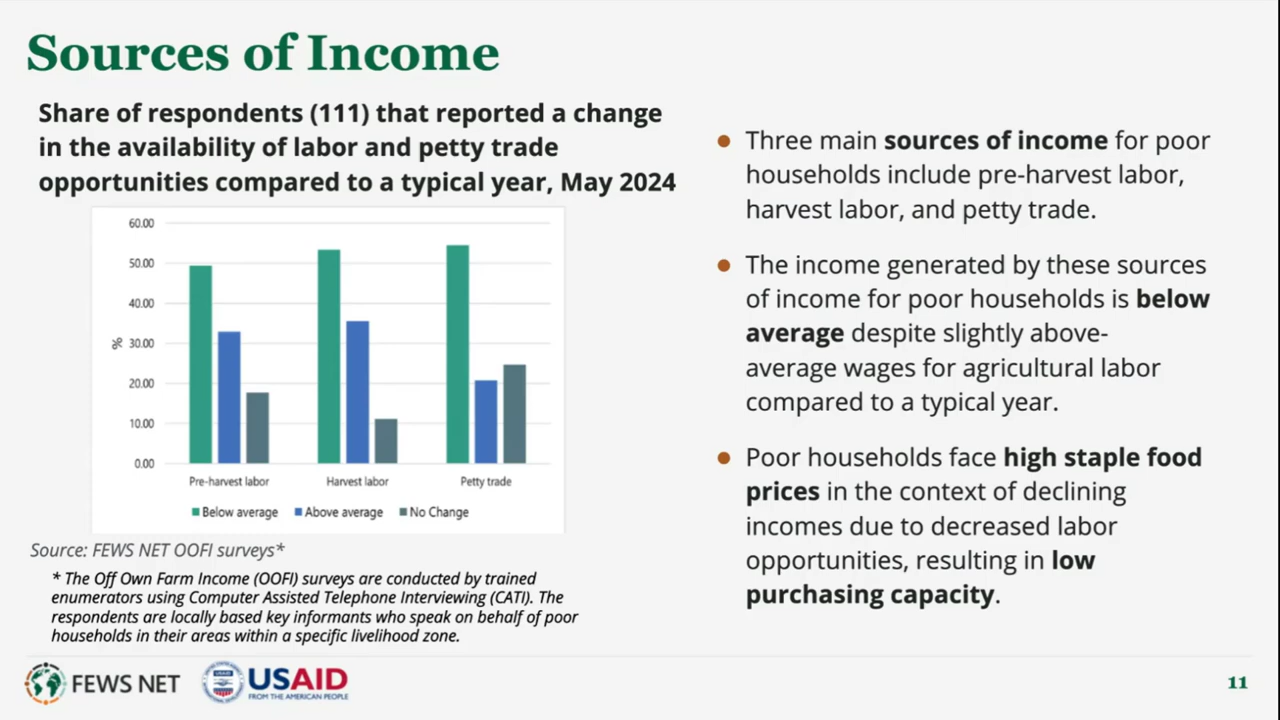 Sources of Income
Share of respondents (111) that reported a change
in the availability of labor and petty trade
opportunities compared to a typical year, May 2024
60.00
50.00
40.00
30.00
20.00
10.00
0.00
%
Pre-harvest labor
Harvest labor
Petty trade
Below average
Above average
No Change
Source: FEWS NET OOFI surveys*
* The Off Own Farm Income (OOFI) surveys are conducted by trained
enumerators using Computer Assisted Telephone Interviewing (CATI). The
respondents are locally based key informants who speak on behalf of poor
households in their areas within a specific livelihood zone.
● Three main sources of income for poor
households include pre-harvest labor,
harvest labor, and petty trade.
● The income generated by these sources
of income for poor households is below
average despite slightly above-
average wages for agricultural labor
compared to a typical year.
● Poor households face high staple food
prices in the context of declining
incomes due to decreased labor
opportunities, resulting in low
purchasing capacity.
FEWS NET
USAID
FROM THE AMERICAN PEOPLE
11